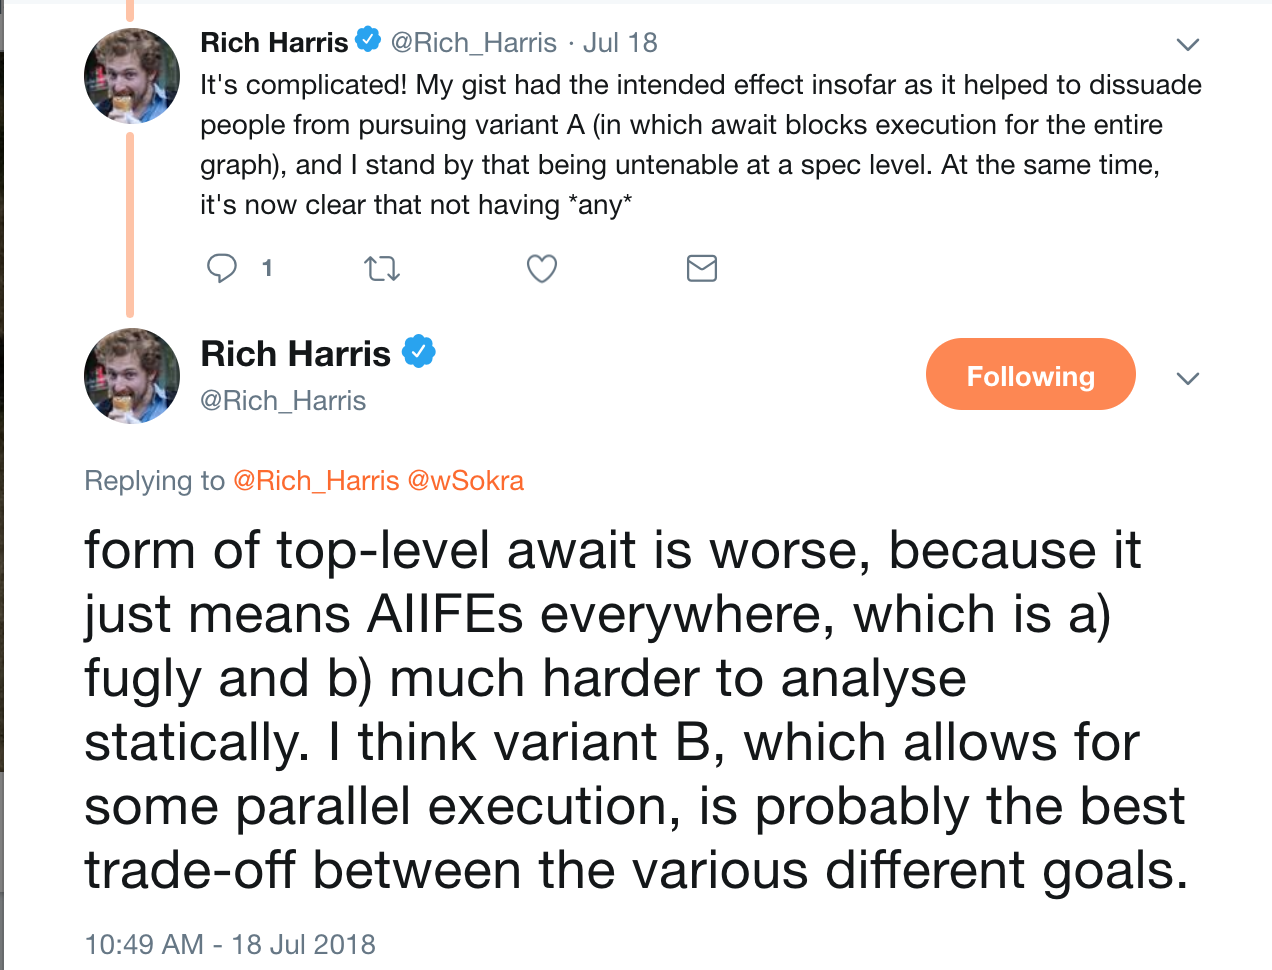 Rich Harris @Rich_Harris · Jul 18
It's complicated! My gist had the intended effect insofar as it helped to dissuade
people from pursuing variant A (in which await blocks execution for the entire
graph), and I stand by that being untenable at a spec level. At the same time,
it's now clear that not having *any*
1
Rich Harris
Following
@Rich_Harris
Replying to @Rich_Harris @wSokra
form of top-level await is worse, because it
just means AIIFEs everywhere, which is a)
fugly and b) much harder to analyse
statically. I think variant B, which allows for
some parallel execution, is probably the best
trade-off between the various different goals.
10:49 AM - 18 Jul 2018